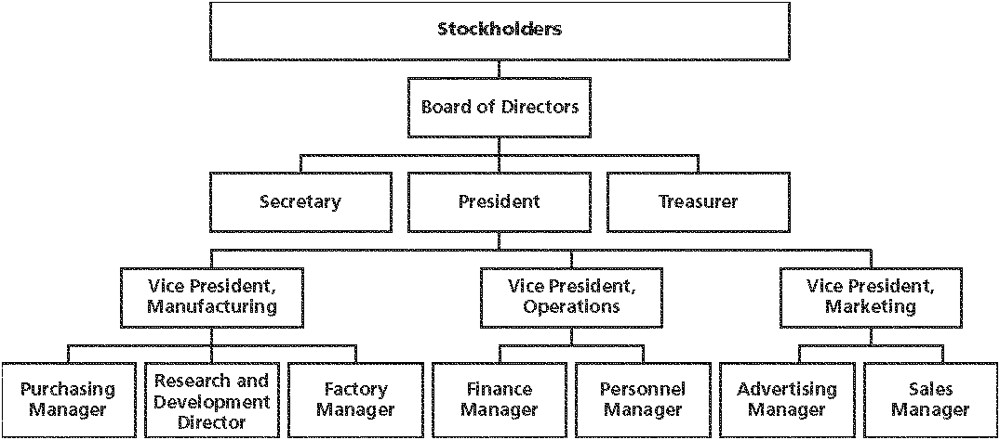 Stockholders
Board of Directors
Secretary
President
Treasurer
Vice President,
Manufacturing
Vice President,
Operations
Vice President,
Marketing
Purchasing
Manager
Research and
Development
Director
Factory
Manager
Finance
Manager
Personnel
Manager
Advertising
Manager
Sales
Manager